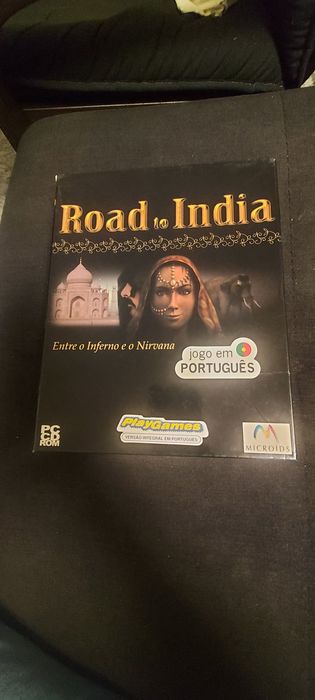 Road to India
Entre o Inferno e o Nirvana
jogo em
PORTUGUÊS
PlayGames
VERSÃO INTEGRAL EM PORTUGUÊS
PC
CD
ROM
MICROIDS